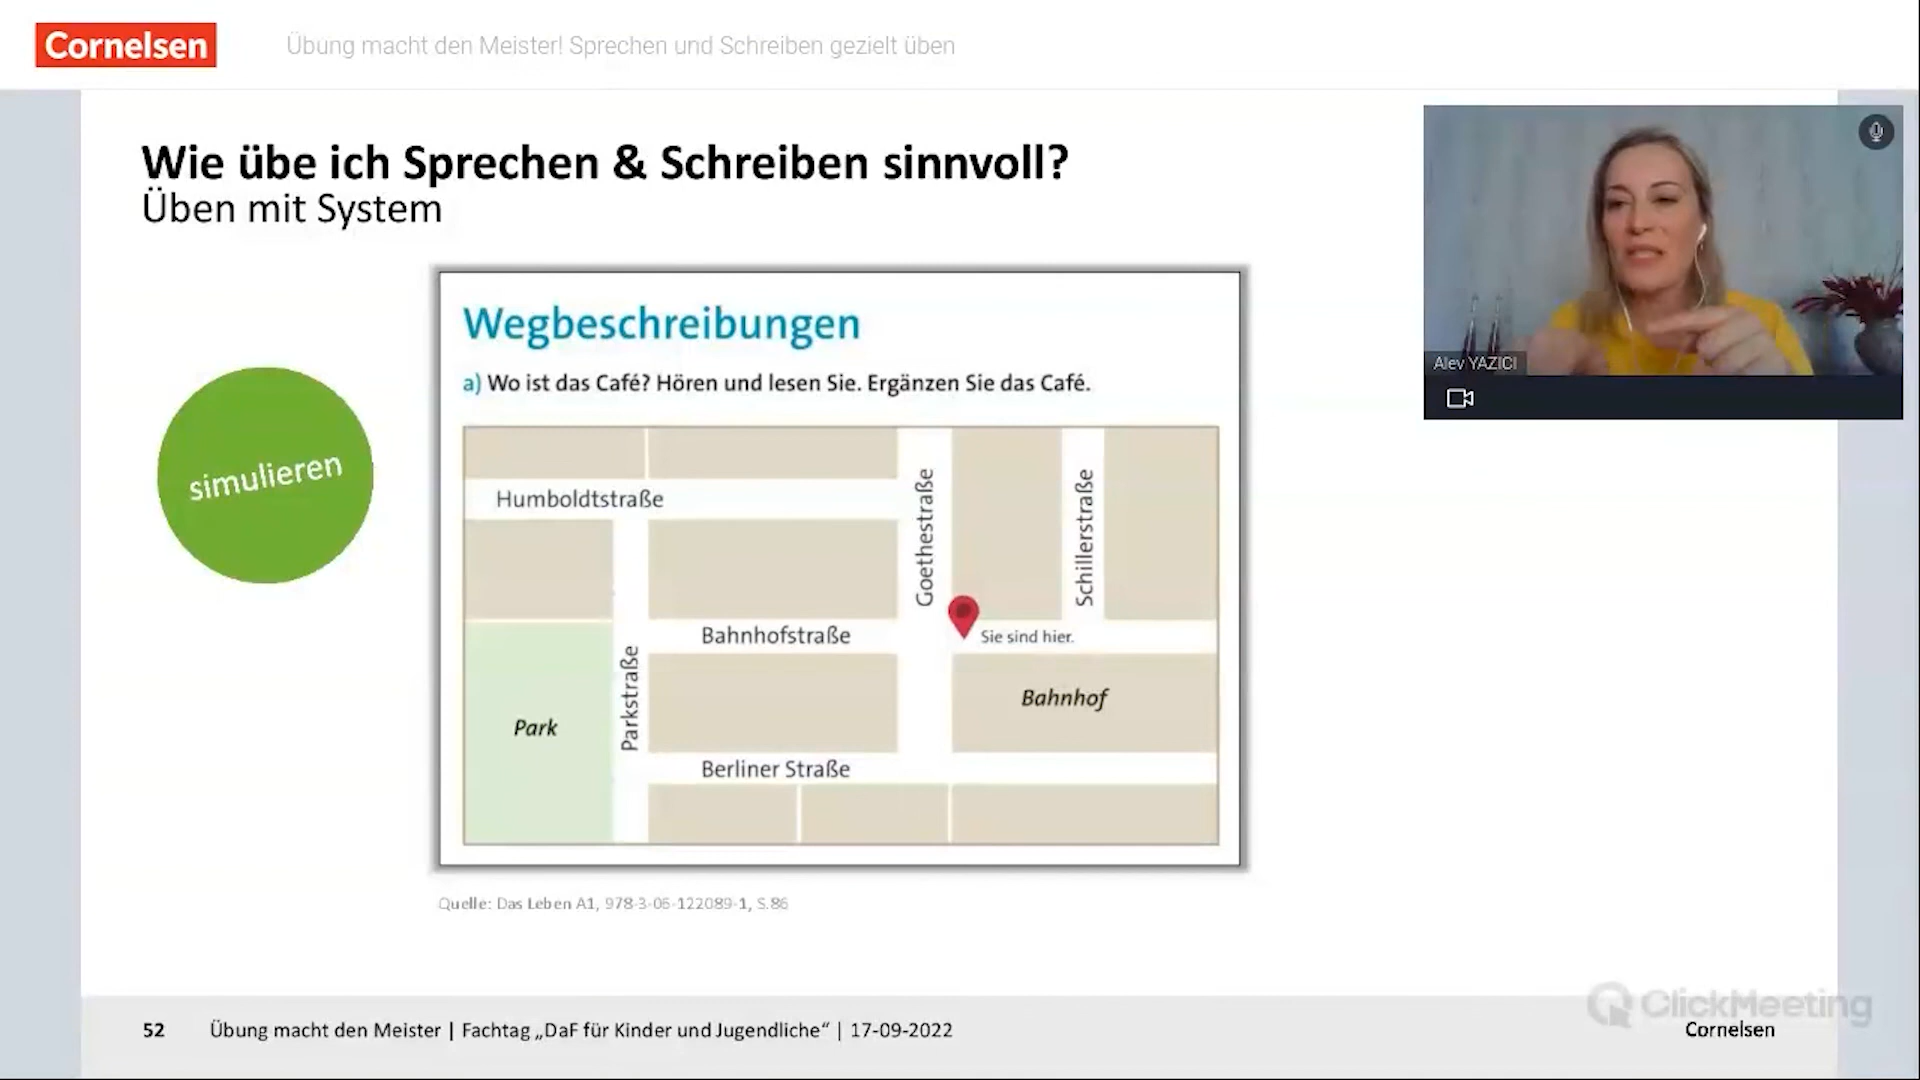 Cornelsen
Übung macht den Meister! Sprechen und Schreiben gezielt üben
Wie übe ich Sprechen & Schreiben sinnvoll?
Üben mit System
simulieren
Wegbeschreibungen
a) Wo ist das Café? Hören und lesen Sie. Ergänzen Sie das Café.
Humboldtstraße
Goethestraße
Schillerstraße
Bahnhofstraße
Sie sind hier.
Parkstraße
Bahnhof
Park
Berliner Straße
Quelle: Das Leben A1, 978-3-06-122089-1, S.86
Alev YAZICI
ClickMeeting
52 Übung macht den Meister | Fachtag „DaF für Kinder und Jugendliche“ | 17-09-2022
Cornelsen